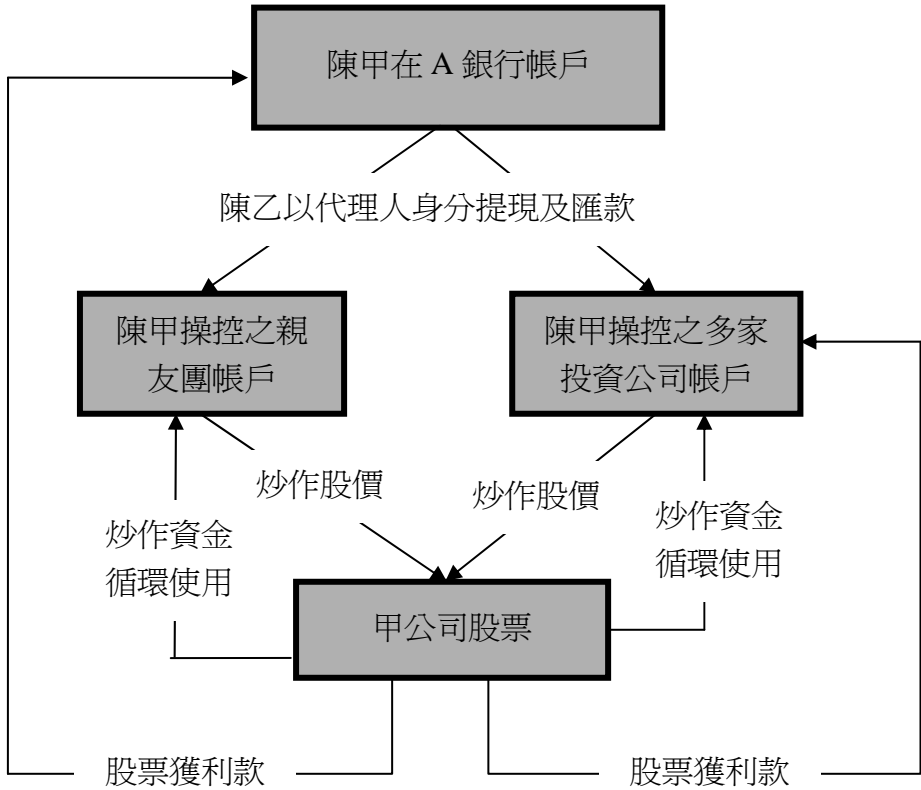 陳甲在 A 銀行帳戶
陳乙以代理人身分提現及匯款
陳甲操控之親
友團帳戶
陳甲操控之多家
投資公司帳戶
炒作股價
炒作股價
炒作資金
循環使用
炒作資金
循環使用
甲公司股票
股票獲利款
股票獲利款